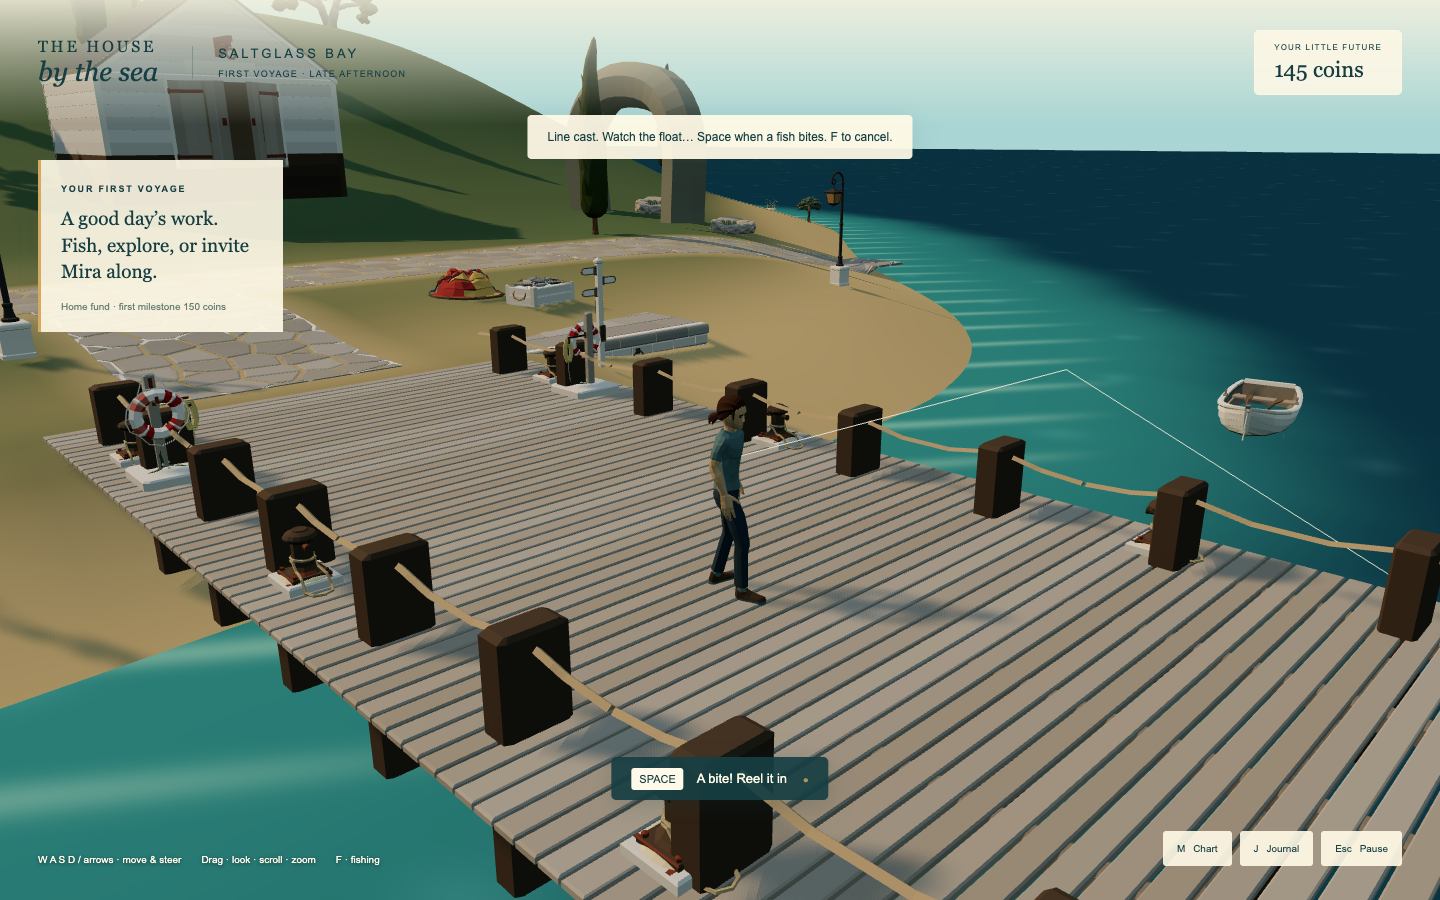 THE HOUSE
by the sea
SALTGLASS BAY
FIRST VOYAGE · LATE AFTERNOON
YOUR LITTLE FUTURE
145 coins
Line cast. Watch the float… Space when a fish bites. F to cancel.
YOUR FIRST VOYAGE
A good day’s work.
Fish, explore, or invite
Mira along.
Home fund · first milestone 150 coins
SPACE A bite! Reel it in
W A S D / arrows · move & steer Drag · look · scroll · zoom F · fishing
M Chart J Journal Esc Pause